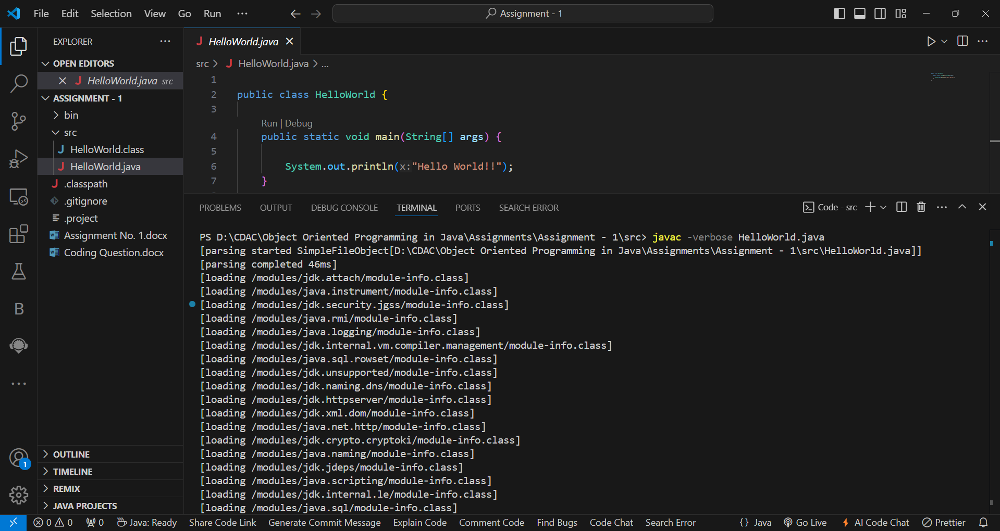 File Edit Selection View Go Run ··· Assignment - 1
EXPLORER ···
OPEN EDITORS
HelloWorld.java src
ASSIGNMENT - 1
bin
src
HelloWorld.class
HelloWorld.java
.classpath
.gitignore
.project
Assignment No. 1.docx
Coding Question.docx
OUTLINE
TIMELINE
REMIX
JAVA PROJECTS
B
1
J HelloWorld.java
src > J HelloWorld.java > ...
1
2 public class HelloWorld {
3
Run | Debug
4 public static void main(String[] args) {
5
6 System.out.println(x:"Hello World!!");
7 }
PROBLEMS OUTPUT DEBUG CONSOLE TERMINAL PORTS SEARCH ERROR Code - src
PS D:\CDAC\Object Oriented Programming in Java\Assignments\Assignment - 1\src> javac -verbose HelloWorld.java
[parsing started SimpleFileObject[D:\CDAC\Object Oriented Programming in Java\Assignments\Assignment - 1\src\HelloWorld.java]]
[parsing completed 46ms]
[loading /modules/jdk.attach/module-info.class]
[loading /modules/java.instrument/module-info.class]
[loading /modules/jdk.security.jgss/module-info.class]
[loading /modules/java.rmi/module-info.class]
[loading /modules/java.logging/module-info.class]
[loading /modules/jdk.internal.vm.compiler.management/module-info.class]
[loading /modules/java.sql.rowset/module-info.class]
[loading /modules/jdk.unsupported/module-info.class]
[loading /modules/jdk.naming.dns/module-info.class]
[loading /modules/jdk.httpserver/module-info.class]
[loading /modules/jdk.xml.dom/module-info.class]
[loading /modules/java.net.http/module-info.class]
[loading /modules/jdk.crypto.cryptoki/module-info.class]
[loading /modules/java.naming/module-info.class]
[loading /modules/jdk.jdeps/module-info.class]
[loading /modules/java.scripting/module-info.class]
[loading /modules/jdk.internal.le/module-info.class]
[loading /modules/java.sql/module-info.class]
0 0 0 Java: Ready Share Code Link Generate Commit Message Explain Code Comment Code Find Bugs Code Chat Search Error {} Java Go Live AI Code Chat Prettier